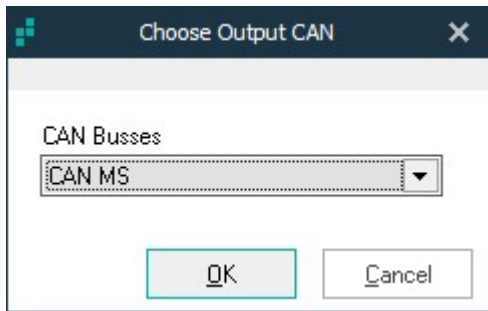 Choose Output CAN
CAN Busses
CAN MS
OK
Cancel